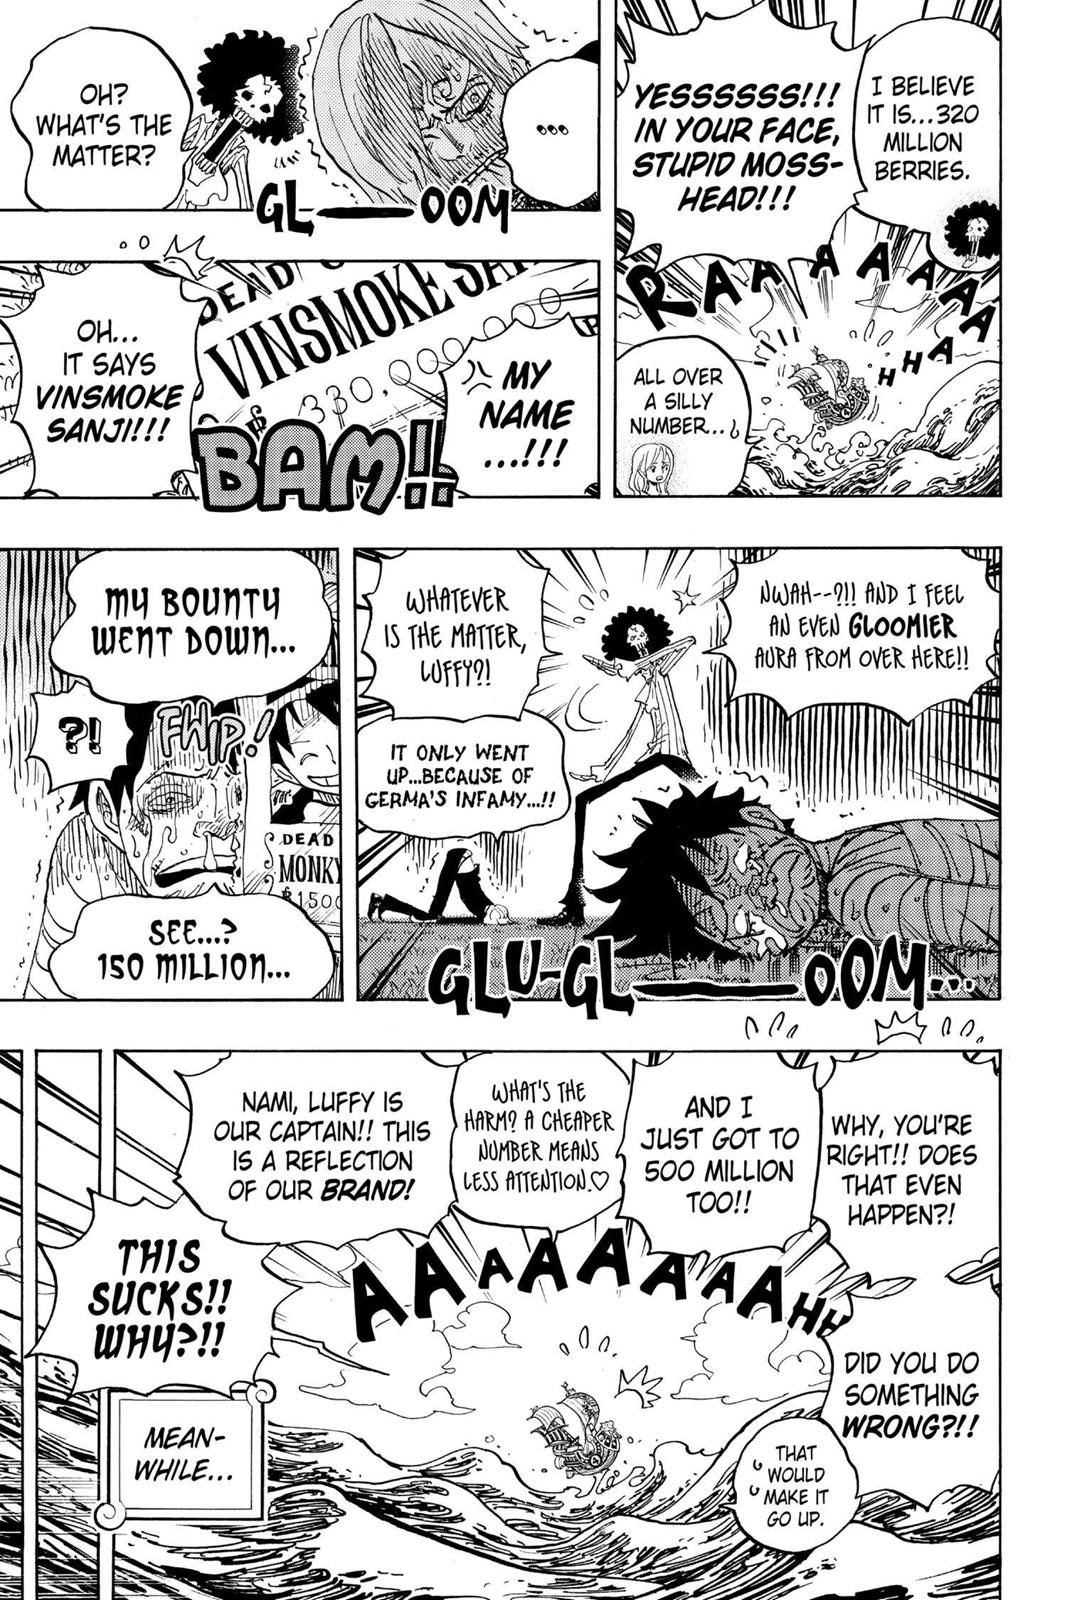 I BELIEVE
IT IS...320
MILLION
BERRIES.
YESSSSSS!!!
IN YOUR FACE,
STUPID MOSS-
HEAD!!!
RAAAAAAAA
HHA
ALL OVER
A SILLY
NUMBER...
...
GL—OOM
OH?
WHAT'S THE
MATTER?
DEAD
VINSMOKE SAN
330,000,000
MY
NAME
...!!!
BAM!!
OH...
IT SAYS
VINSMOKE
SANJI!!!
NWAH--?!! AND I FEEL
AN EVEN GLOOMIER
AURA FROM OVER HERE!!
WHATEVER
IS THE MATTER,
LUFFY?!
IT ONLY WENT
UP...BECAUSE OF
GERMA'S INFAMY...!!
GLU-GL—OOM...
MY BOUNTY
WENT DOWN...
?!
FWIP!
DEAD
MONKY
฿1500
SEE...?
150 MILLION...
WHY, YOU'RE
RIGHT!! DOES
THAT EVEN
HAPPEN?!
AND I
JUST GOT TO
500 MILLION
TOO!!
WHAT'S THE
HARM? A CHEAPER
NUMBER MEANS
LESS ATTENTION.♡
NAMI, LUFFY IS
OUR CAPTAIN!! THIS
IS A REFLECTION
OF OUR BRAND!
AAAAAAAAHH
DID YOU DO
SOMETHING
WRONG?!!
THAT
WOULD
MAKE IT
GO UP.
THIS
SUCKS!!
WHY?!!
MEAN-
WHILE...